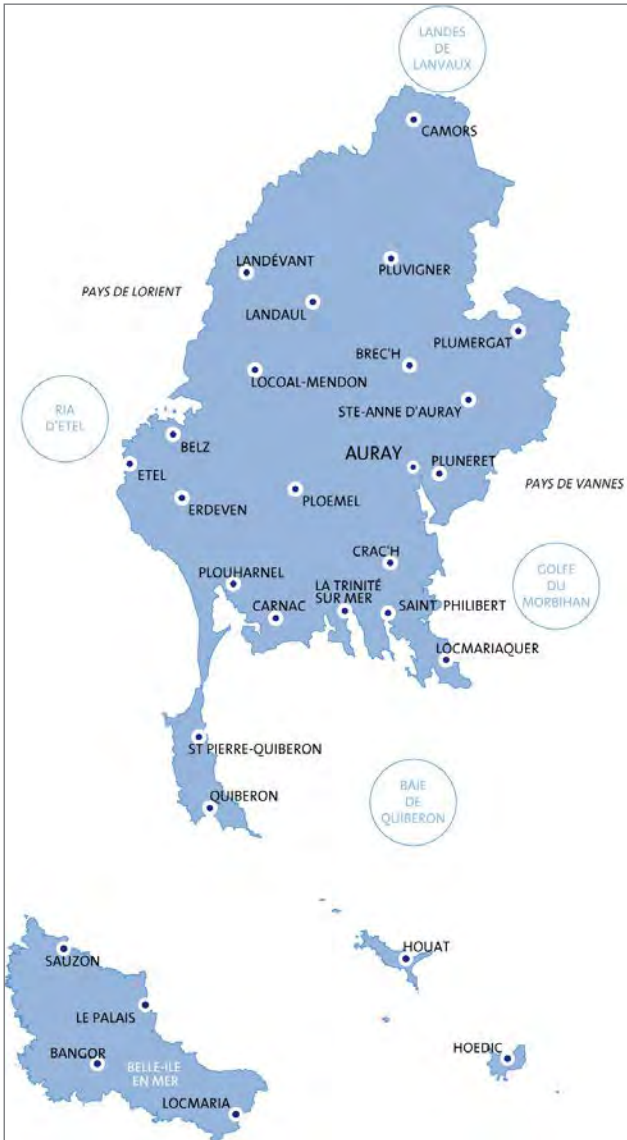 LANDES
DE
LANVAUX
CAMORS
LANDÉVANT
PLUVIGNER
PAYS DE LORIENT
LANDAUL
PLUMERGAT
BREC'H
LOCOAL-MENDON
STE-ANNE D'AURAY
RIA
D'ETEL
BELZ
AURAY
PLUNERET
ETEL
PAYS DE VANNES
PLOEMEL
ERDEVEN
CRAC'H
GOLFE
DU
MORBIHAN
PLOUHARNEL
LA TRINITÉ
SUR MER
CARNAC
SAINT PHILIBERT
LOCMARIAQUER
ST PIERRE-QUIBERON
BAIE
DE
QUIBERON
QUIBERON
HOUAT
SAUZON
LE PALAIS
HOEDIC
BANGOR
BELLE-ILE
EN MER
LOCMARIA